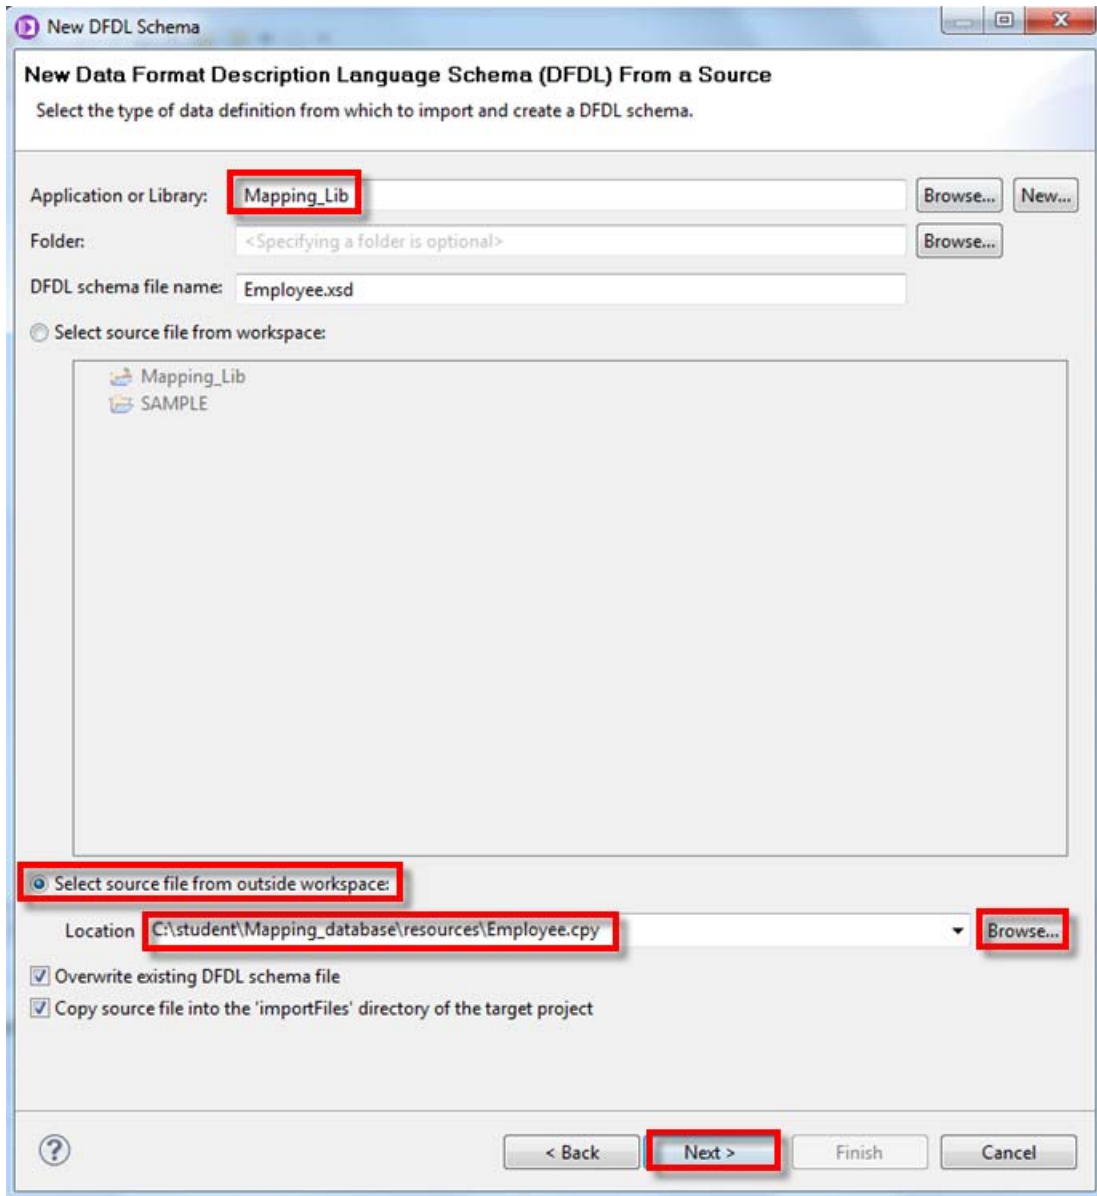 New DFDL Schema
New Data Format Description Language Schema (DFDL) From a Source
Select the type of data definition from which to import and create a DFDL schema.
Application or Library: Mapping_Lib Browse... New...
Folder: <Specifying a folder is optional> Browse...
DFDL schema file name: Employee.xsd
Select source file from workspace:
Mapping_Lib
SAMPLE
Select source file from outside workspace:
Location C:\student\Mapping_database\resources\Employee.cpy Browse...
Overwrite existing DFDL schema file
Copy source file into the 'importFiles' directory of the target project
? < Back Next > Finish Cancel